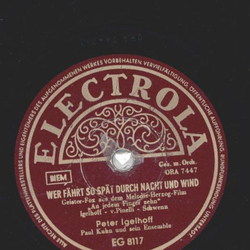 ELECTROLA
BIEM
Ges. m. Orch.
ORA 7447
WER FÄHRT SO SPÄT DURCH NACHT UND WIND
Geister-Fox aus dem Melodie-Herzog-Film
"An jedem Finger zehn"
Igelhoff - v. Pinelli - Schwenn
Peter Igelhoff
Paul Kuhn und sein Ensemble
EG 8117